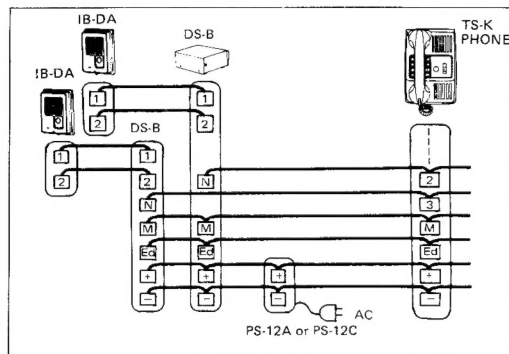 IB-DA
DS-B
TS-K
PHONE
IB-DA
1 1
2 2
DS-B
1 1
2 2 N 2
N 3
M M M
Ed Ed Ed
+ + + +
− − − −
AC
PS-12A or PS-12C